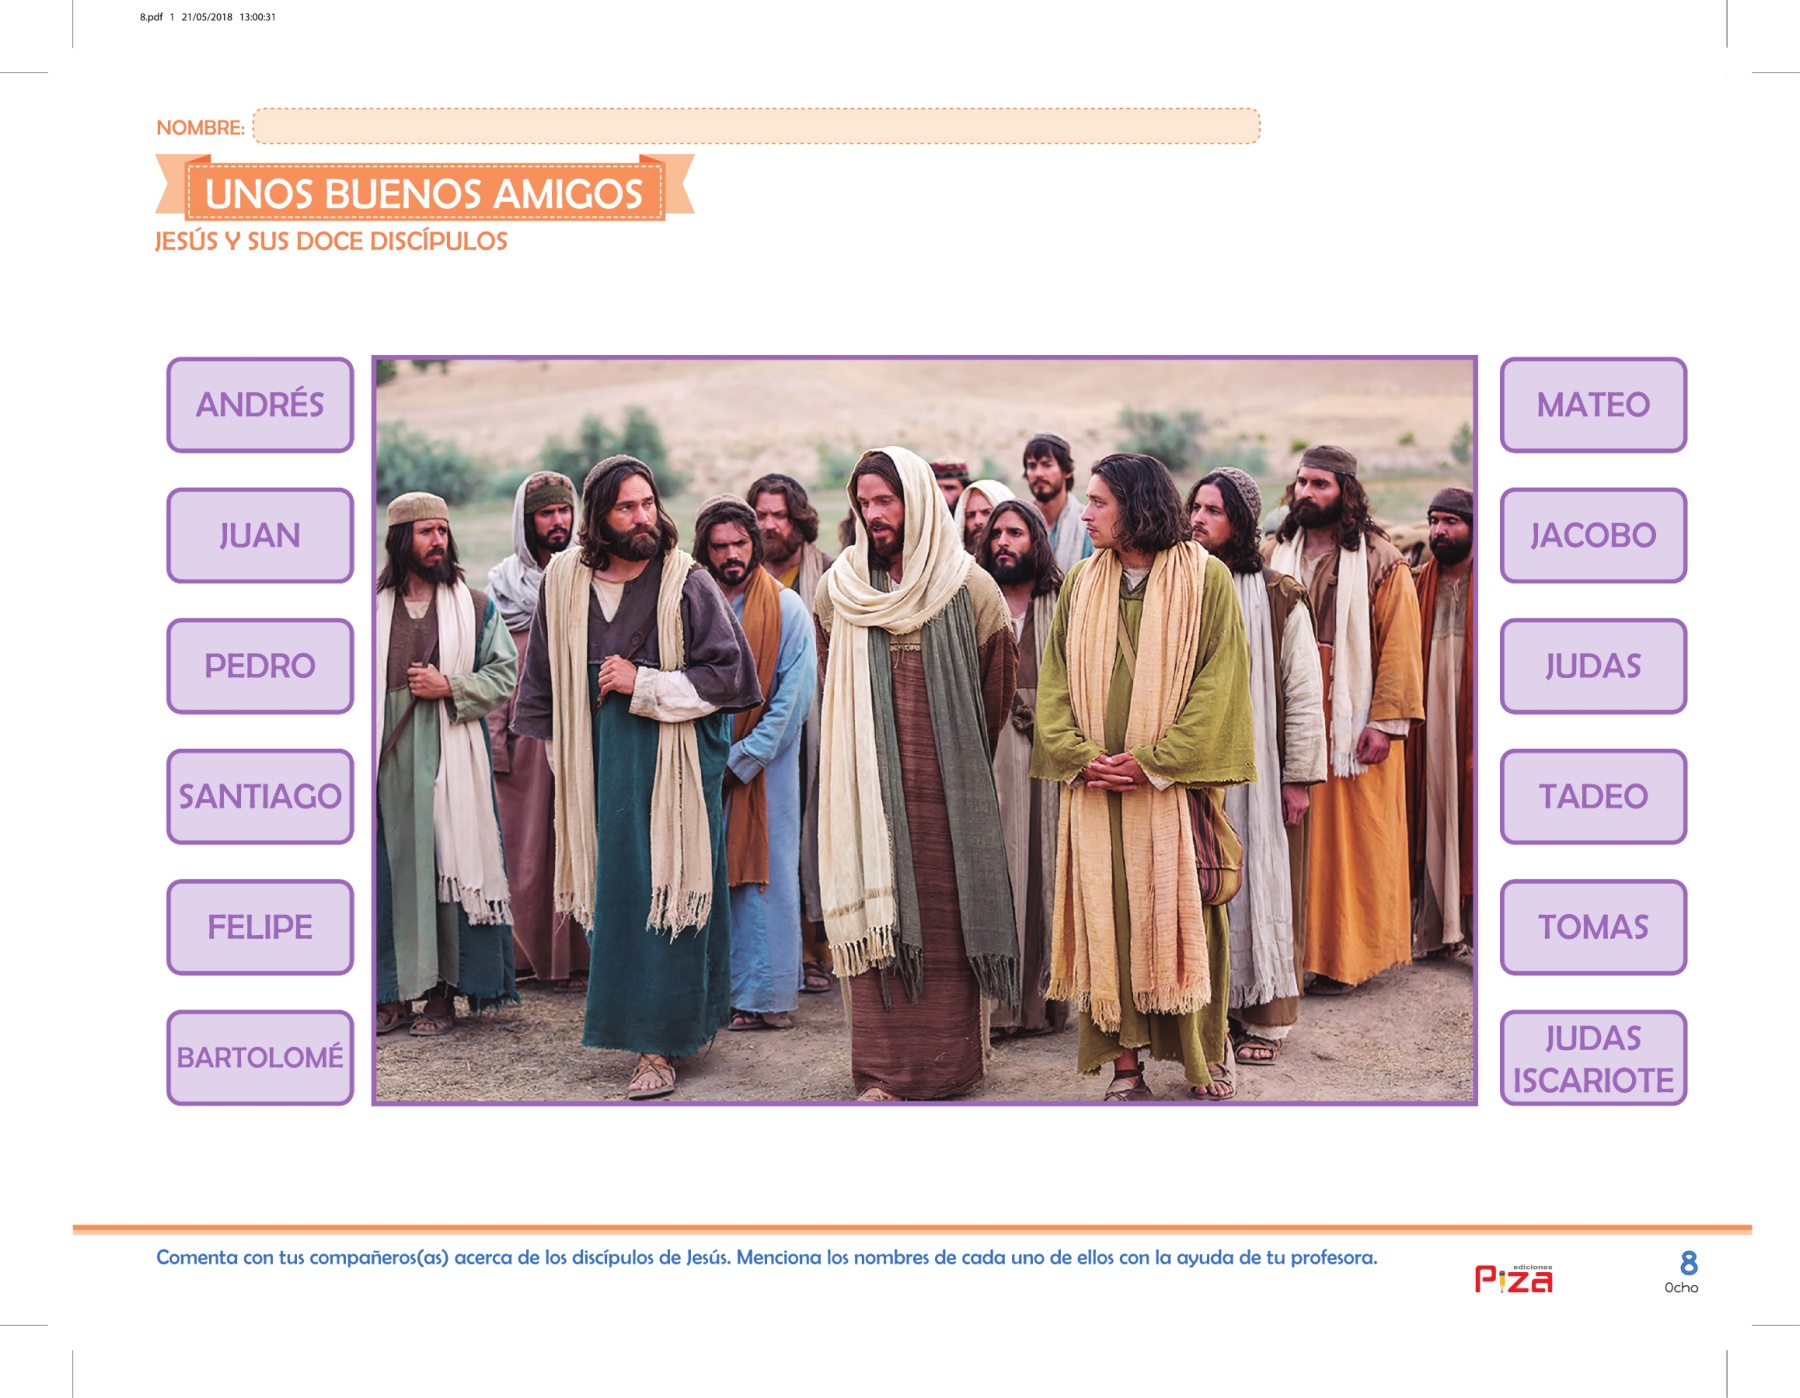 8.pdf 1 21/05/2018 13:00:31
NOMBRE:
UNOS BUENOS AMIGOS
JESÚS Y SUS DOCE DISCÍPULOS
ANDRÉS
JUAN
PEDRO
SANTIAGO
FELIPE
BARTOLOMÉ
MATEO
JACOBO
JUDAS
TADEO
TOMAS
JUDAS
ISCARIOTE
Comenta con tus compañeros(as) acerca de los discípulos de Jesús. Menciona los nombres de cada uno de ellos con la ayuda de tu profesora.
ediciones
Piza
8
Ocho